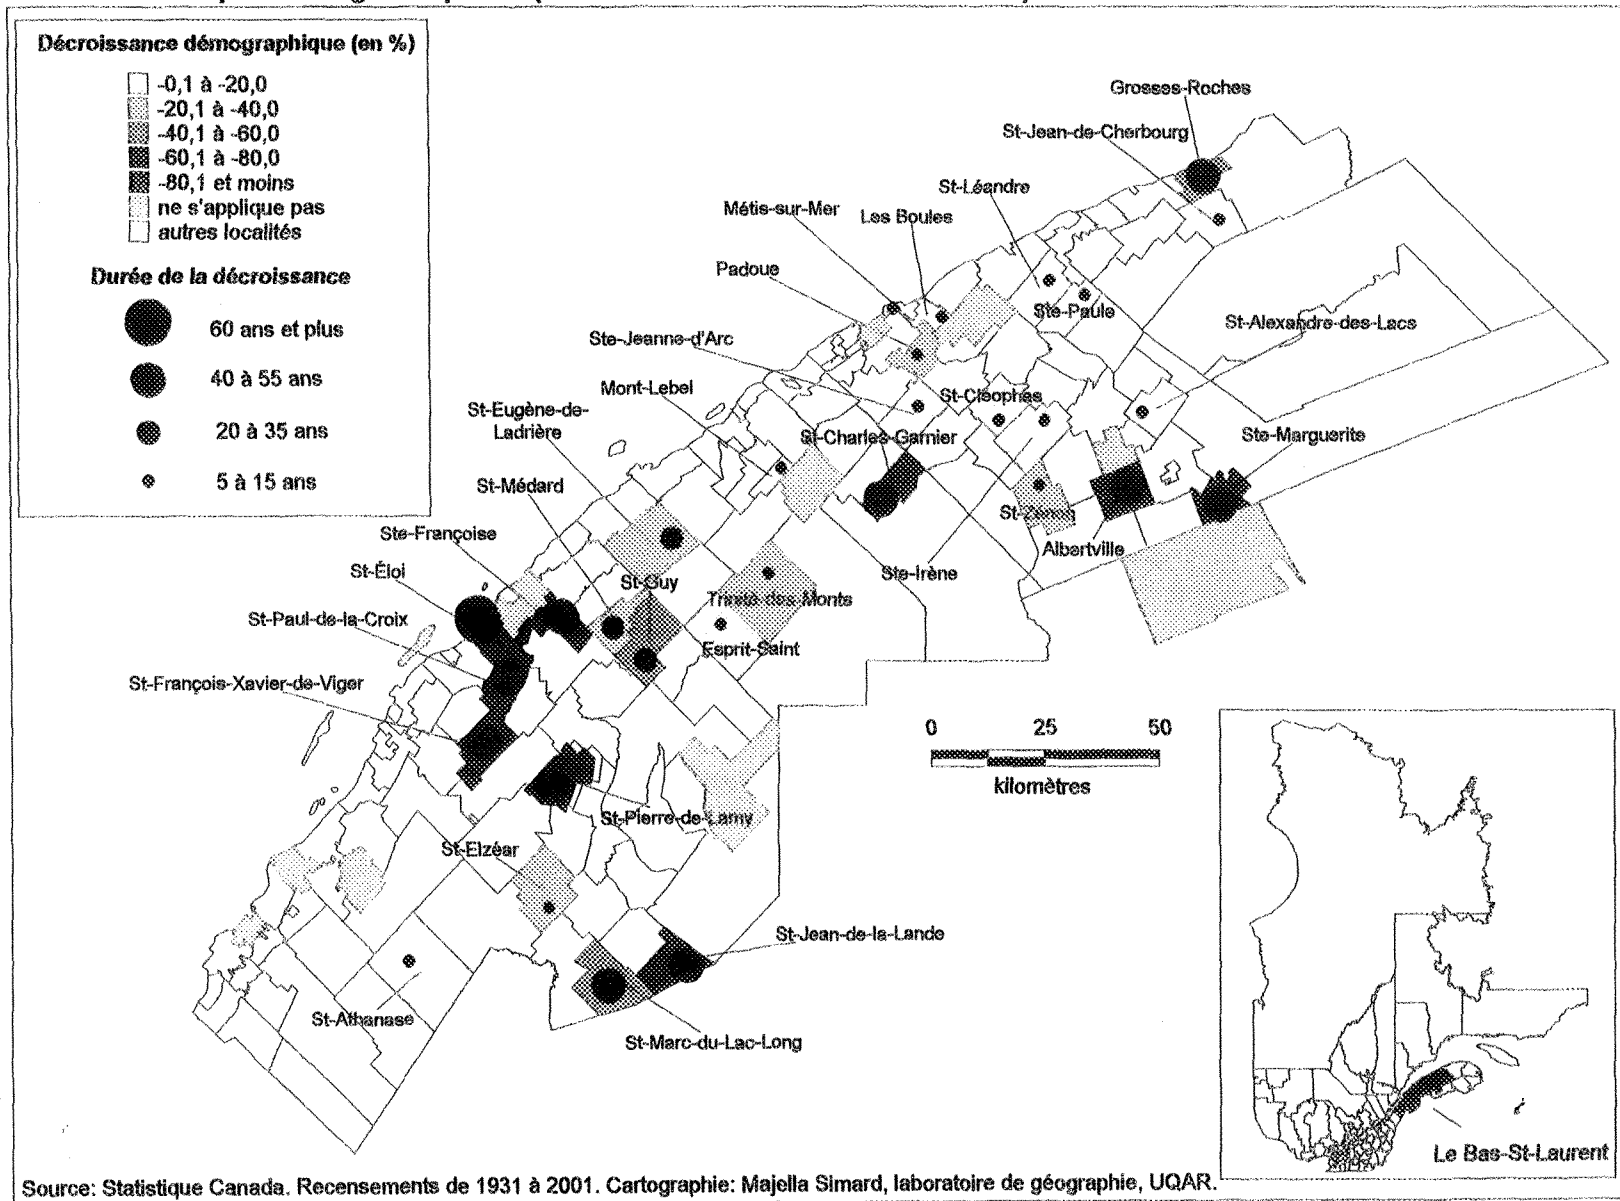 Décroissance démographique (en %)
-0,1 à -20,0
-20,1 à -40,0
-40,1 à -60,0
-60,1 à -80,0
-80,1 et moins
ne s'applique pas
autres localités
Durée de la décroissance
60 ans et plus
40 à 55 ans
20 à 35 ans
5 à 15 ans
Grosses-Roches
St-Jean-de-Cherbourg
St-Léandre
Métis-sur-Mer
Les Boules
Padoue
Ste-Paule
St-Alexandre-des-Lacs
Ste-Jeanne-d'Arc
Mont-Lebel
St-Cléophas
St-Eugène-de-
Ladrière
St-Charles-Garnier
Ste-Marguerite
St-Médard
St-Zénon
Ste-Françoise
Albertville
St-Éloi
St-Guy
Ste-Irène
Trinité-des-Monts
St-Paul-de-la-Croix
Esprit-Saint
St-François-Xavier-de-Viger
0 25 50
kilomètres
St-Pierre-de-Lamy
St-Elzéar
St-Jean-de-la-Lande
St-Athanase
St-Marc-du-Lac-Long
Le Bas-St-Laurent
Source: Statistique Canada. Recensements de 1931 à 2001. Cartographie: Majella Simard, laboratoire de géographie, UQAR.